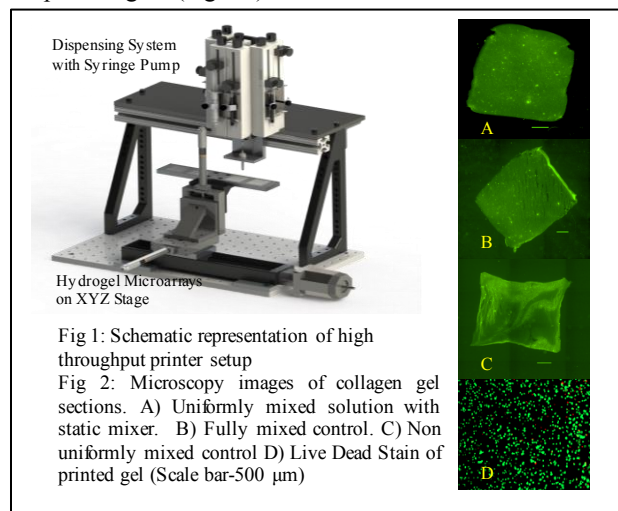 Dispensing System
with Syringe Pump
A
B
Hydrogel Microarrays
on XYZ Stage
C
Fig 1: Schematic representation of high
throughput printer setup
Fig 2: Microscopy images of collagen gel
sections. A) Uniformly mixed solution with
static mixer. B) Fully mixed control. C) Non
uniformly mixed control D) Live Dead Stain of
printed gel (Scale bar-500 μm)
D